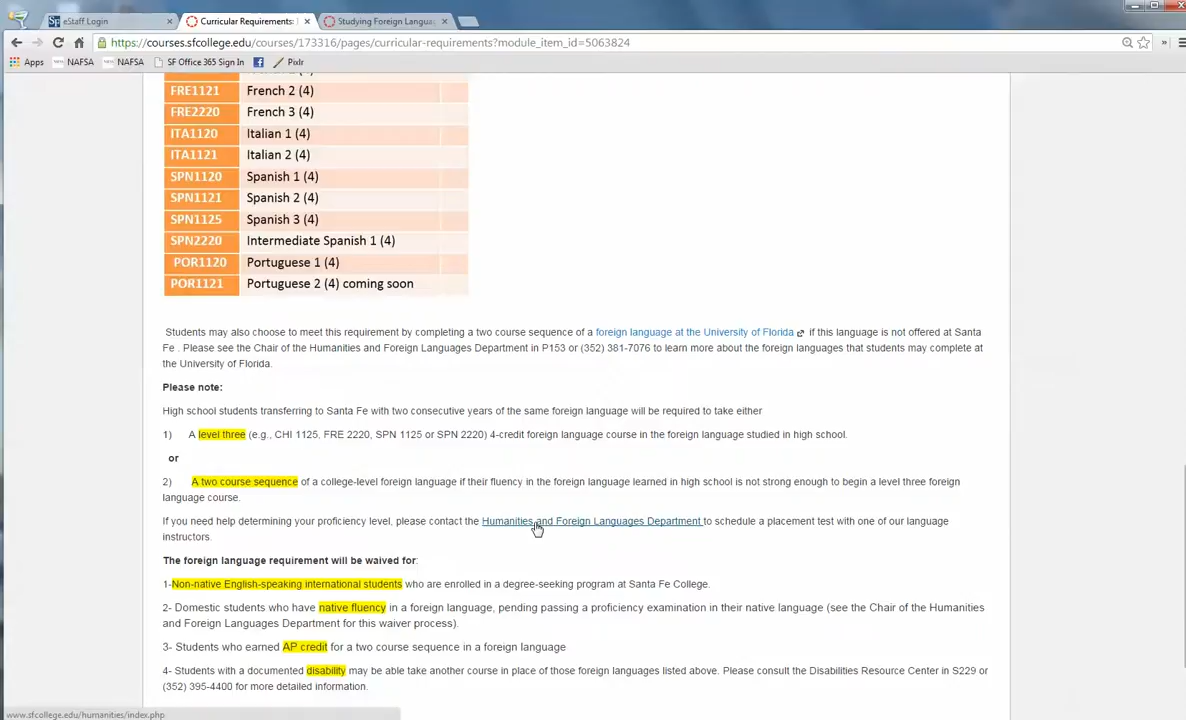 eStaff Login
Curricular Requirements:
Studying Foreign Langua
https://courses.sfcollege.edu/courses/173316/pages/curricular-requirements?module_item_id=5063824
Apps NAFSA NAFSA SF Office 365 Sign In Pixlr
FRE1121 French 2 (4)
FRE2220 French 3 (4)
ITA1120 Italian 1 (4)
ITA1121 Italian 2 (4)
SPN1120 Spanish 1 (4)
SPN1121 Spanish 2 (4)
SPN1125 Spanish 3 (4)
SPN2220 Intermediate Spanish 1 (4)
POR1120 Portuguese 1 (4)
POR1121 Portuguese 2 (4) coming soon
Students may also choose to meet this requirement by completing a two course sequence of a foreign language at the University of Florida if this language is not offered at Santa
Fe . Please see the Chair of the Humanities and Foreign Languages Department in P153 or (352) 381-7076 to learn more about the foreign languages that students may complete at
the University of Florida.
Please note:
High school students transferring to Santa Fe with two consecutive years of the same foreign language will be required to take either
1) A level three (e.g., CHI 1125, FRE 2220, SPN 1125 or SPN 2220) 4-credit foreign language course in the foreign language studied in high school.
or
2) A two course sequence of a college-level foreign language if their fluency in the foreign language learned in high school is not strong enough to begin a level three foreign
language course.
If you need help determining your proficiency level, please contact the Humanities and Foreign Languages Department to schedule a placement test with one of our language
instructors.
The foreign language requirement will be waived for:
1-Non-native English-speaking international students who are enrolled in a degree-seeking program at Santa Fe College.
2- Domestic students who have native fluency in a foreign language, pending passing a proficiency examination in their native language (see the Chair of the Humanities
and Foreign Languages Department for this waiver process).
3- Students who earned AP credit for a two course sequence in a foreign language
4- Students with a documented disability may be able take another course in place of those foreign languages listed above. Please consult the Disabilities Resource Center in S229 or
(352) 395-4400 for more detailed information.
www.sfcollege.edu/humanities/index.php